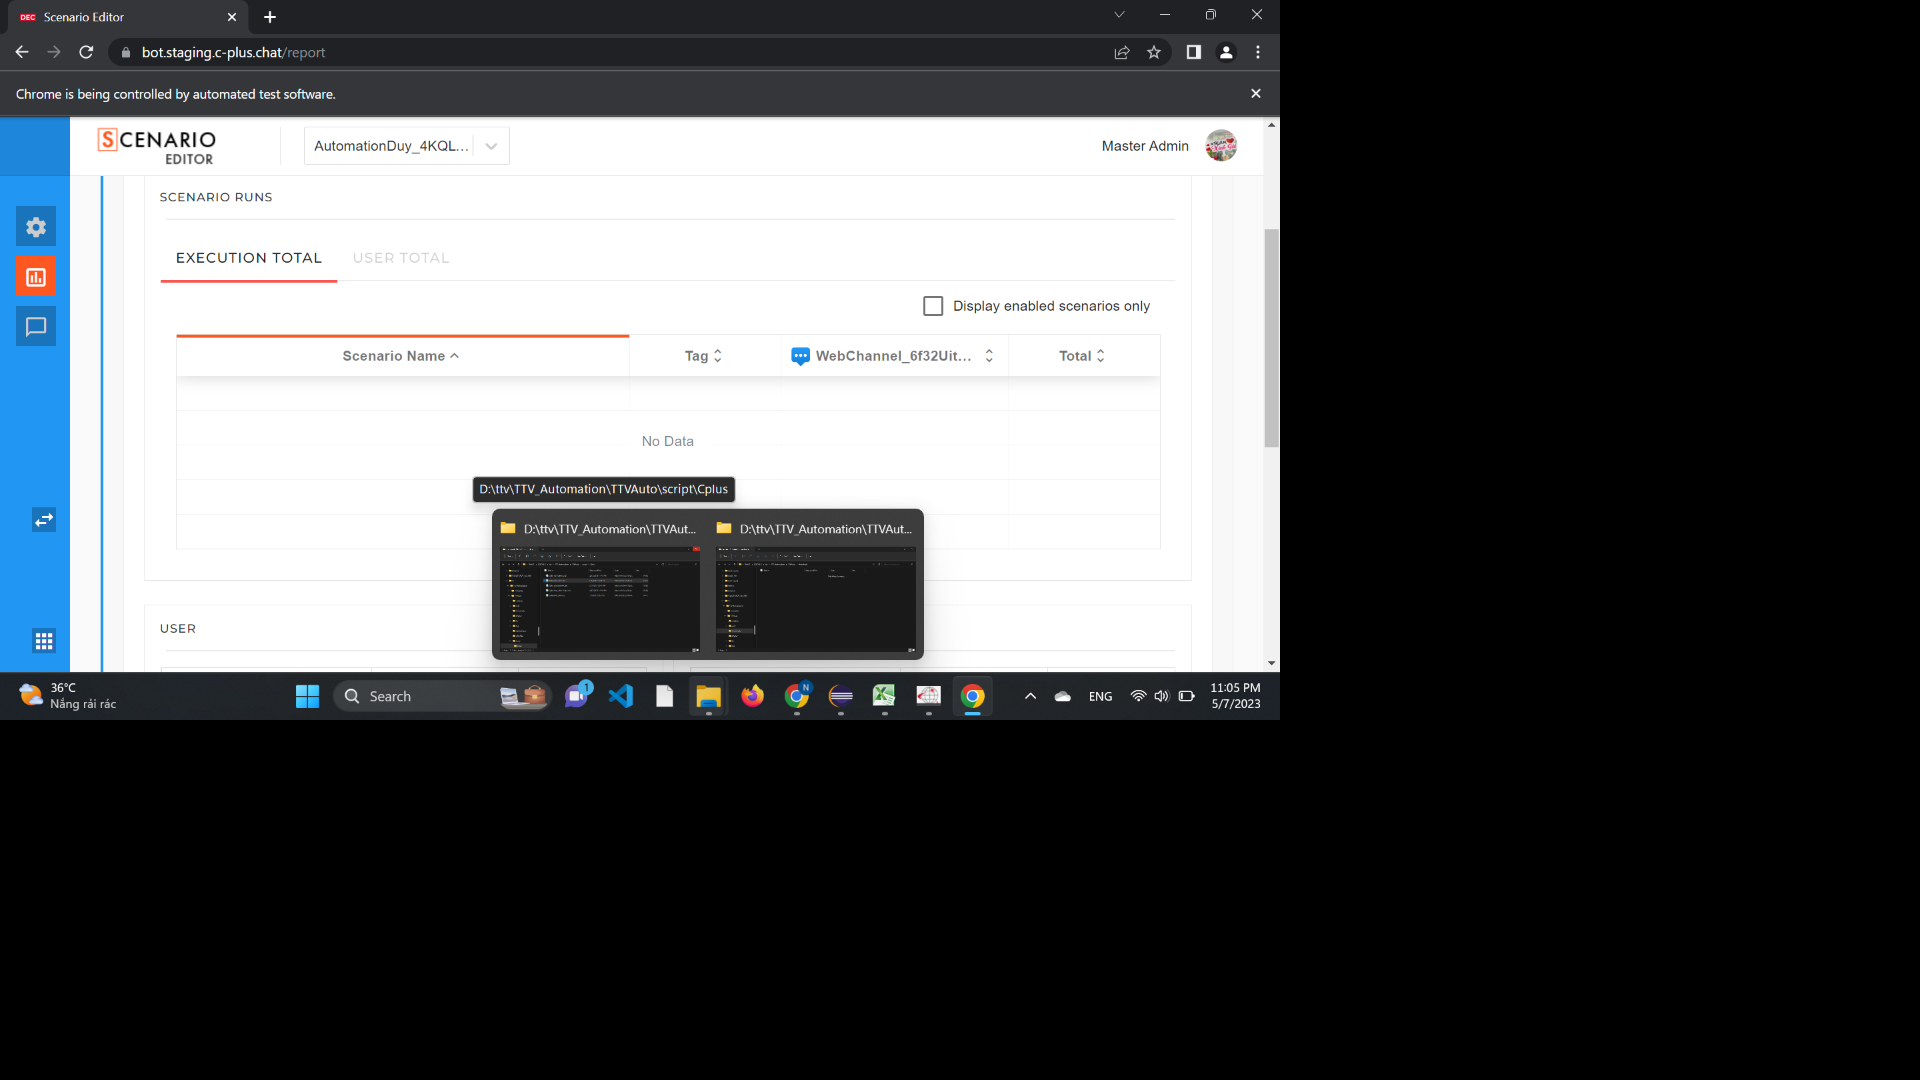 DEC Scenario Editor
bot.staging.c-plus.chat/report
Chrome is being controlled by automated test software.
SCENARIO
EDITOR
AutomationDuy_4KQL...
Master Admin
SCENARIO RUNS
EXECUTION TOTAL
USER TOTAL
Display enabled scenarios only
Scenario Name
Tag
WebChannel_6f32Uit...
Total
No Data
D:\ttv\TTV_Automation\TTVAuto\script\Cplus
D:\ttv\TTV_Automation\TTVAut...
D:\ttv\TTV_Automation\TTVAut...
USER
36°C
Nắng rải rác
Search
1
N
ENG
11:05 PM
5/7/2023